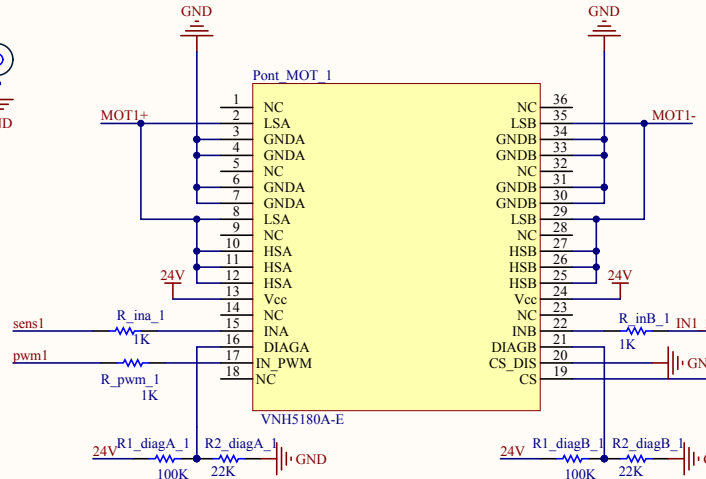 GND
GND
ND
Pont_MOT_1
MOT1+
MOT1-
1 NC
NC 36
2 LSA
LSB 35
3 GNDA
GNDB 34
4 GNDA
GNDB 33
5 NC
NC 32
6 GNDA
GNDB 31
7 GNDA
GNDB 30
8 LSA
LSB 29
9 NC
NC 28
10 HSA
HSB 27
11 HSA
HSB 26
12 HSA
HSB 25
24V
24V
13 Vcc
Vcc 24
14 NC
NC 23
sens1
R_ina_1
1K
15 INA
INB 22
R_inB_1
1K
IN1
16 DIAGA
DIAGB 21
pwm1
R_pwm_1
1K
17 IN_PWM
CS_DIS 20
GN
18 NC
CS 19
VNH5180A-E
24V
R1_diagA_1
100K
R2_diagA_1
22K
GND
24V
R1_diagB_1
100K
R2_diagB_1
22K